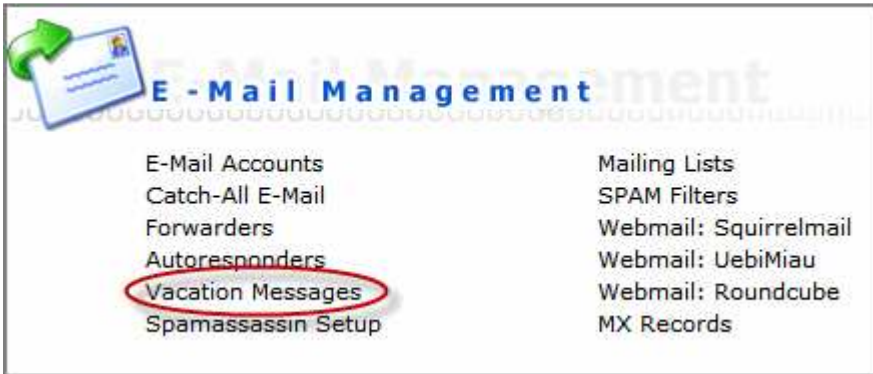 E-Mail Management
E-Mail Accounts
Catch-All E-Mail
Forwarders
Autoresponders
Vacation Messages
Spamassassin Setup
Mailing Lists
SPAM Filters
Webmail: Squirrelmail
Webmail: UebiMiau
Webmail: Roundcube
MX Records